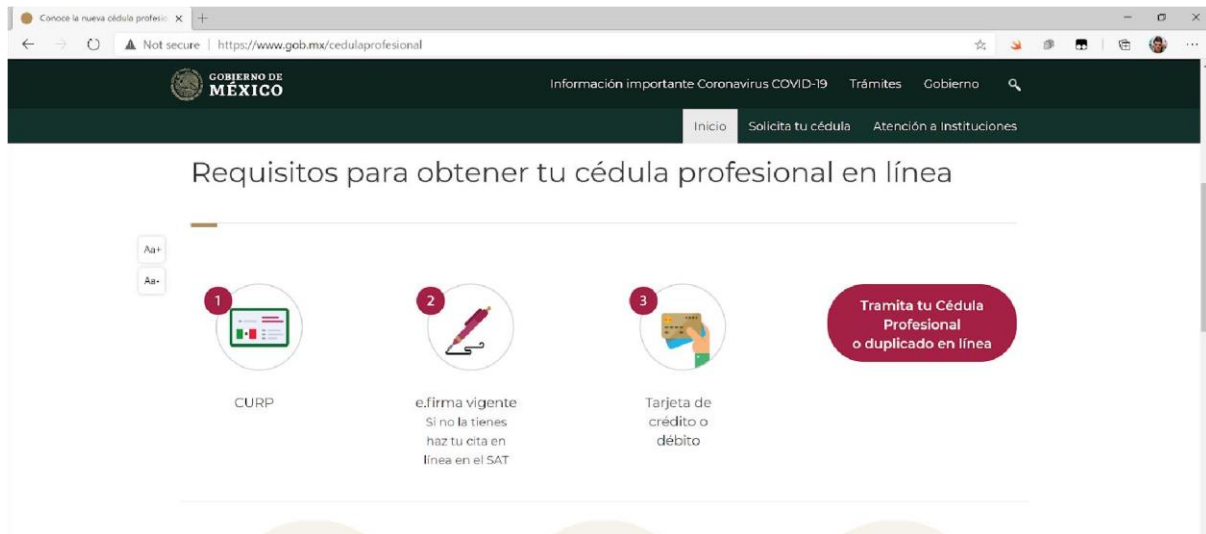 Conoce la nueva cédula profesio
Not secure | https://www.gob.mx/cedulaprofesional
GOBIERNO DE
MÉXICO
Información importante Coronavirus COVID-19 Trámites Gobierno
Inicio Solicita tu cédula Atención a Instituciones
Requisitos para obtener tu cédula profesional en línea
Aa+
Aa-
1
2
3
Tramita tu Cédula
Profesional
o duplicado en línea
CURP
e.firma vigente
Si no la tienes
haz tu cita en
línea en el SAT
Tarjeta de
crédito o
débito